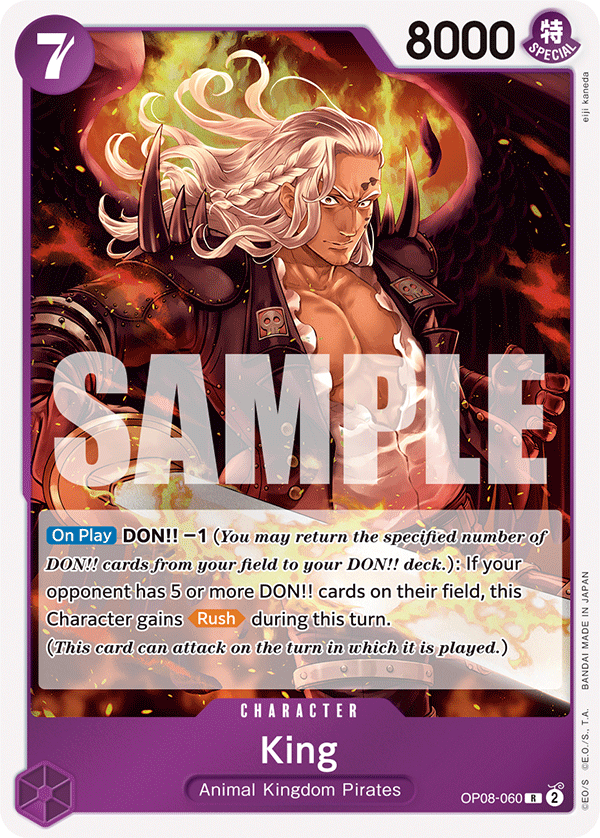 7
8000
特
SPECIAL
eiji kaneda
SAMPLE
On Play DON!! −1 (You may return the specified number of
DON!! cards from your field to your DON!! deck.): If your
opponent has 5 or more DON!! cards on their field, this
Character gains Rush during this turn.
(This card can attack on the turn in which it is played.)
©EO/S ©E.O./S., T.A. BANDAI MADE IN JAPAN
CHARACTER
King
Animal Kingdom Pirates
OP08-060 R 2